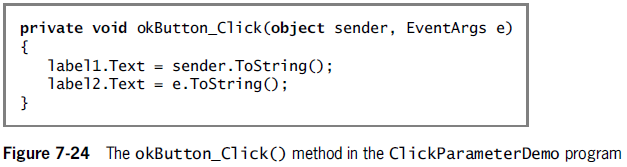 private void okButton_Click(object sender, EventArgs e)
{
label1.Text = sender.ToString();
label2.Text = e.ToString();
}
Figure 7-24 The okButton_Click() method in the ClickParameterDemo program